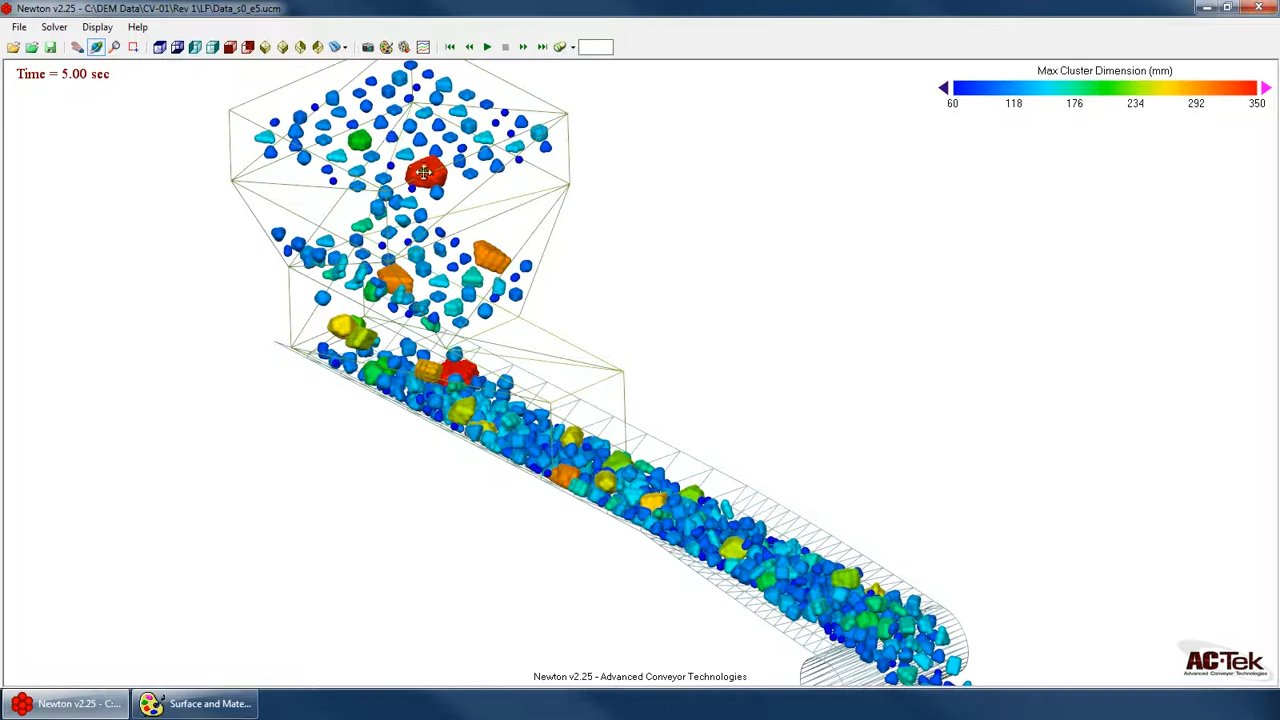 Newton v2.25 - C:\DEM Data\CV-01\Rev 1\LF\Data_s0_e5.ucm
File Solver Display Help
Time = 5.00 sec
Max Cluster Dimension (mm)
60 118 176 234 292 350
AC-Tek
Advanced Conveyor Technologies
Newton v2.25 - Advanced Conveyor Technologies
Newton v2.25 - C:...
Surface and Mate...